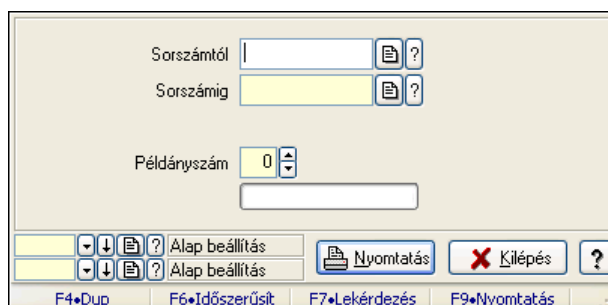 Sorszámtól ?
Sorszámig ?
Példányszám 0
? Alap beállítás
? Alap beállítás
Nyomtatás Kilépés ?
F4•Dup F6•Időszerűsít F7•Lekérdezés F9•Nyomtatás